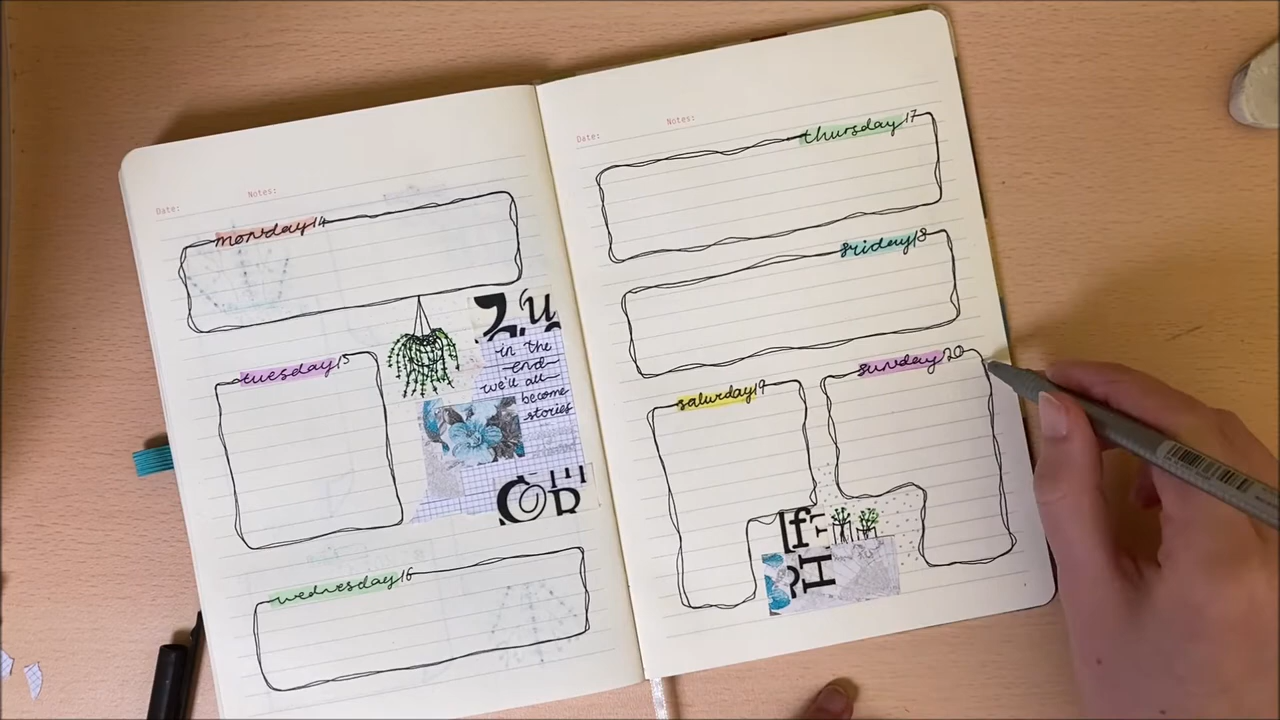 Date: Notes:
monday 14
tuesday 15
in the
end
we'll all
become
stories
wednesday 16
Date: Notes:
thursday 17
friday 18
saturday 19
sunday 20